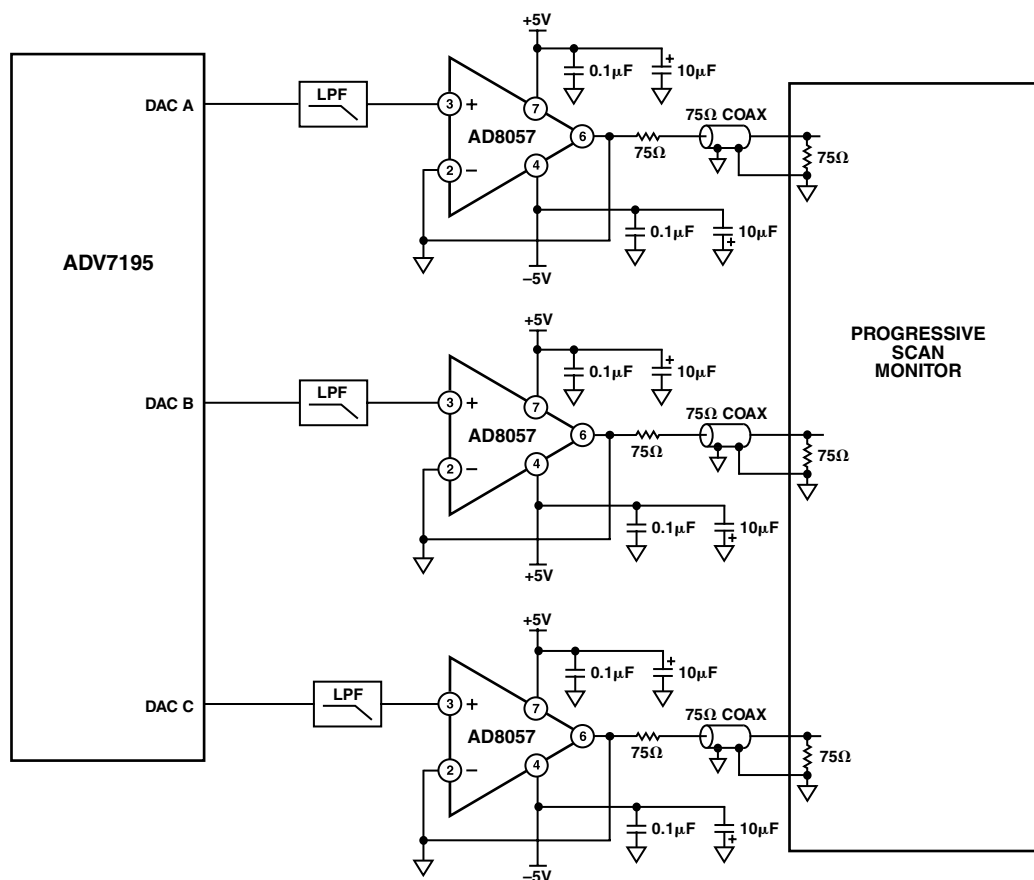 ADV7195
DAC A
LPF
3
+
2
−
AD8057
7
6
4
+5V
0.1µF
+
10µF
75Ω
75Ω COAX
75Ω
0.1µF
10µF
+
−5V
DAC B
LPF
3
+
2
−
AD8057
7
6
4
+5V
0.1µF
+
10µF
75Ω
75Ω COAX
75Ω
0.1µF
10µF
+
+5V
DAC C
LPF
3
+
2
−
AD8057
7
6
4
+5V
0.1µF
+
10µF
75Ω
75Ω COAX
75Ω
0.1µF
10µF
+
−5V
PROGRESSIVE
SCAN
MONITOR